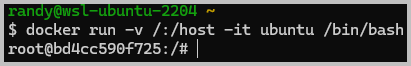 randy@wsl-ubuntu-2204 ~
$ docker run -v /:/host -it ubuntu /bin/bash
root@bd4cc590f725:/#